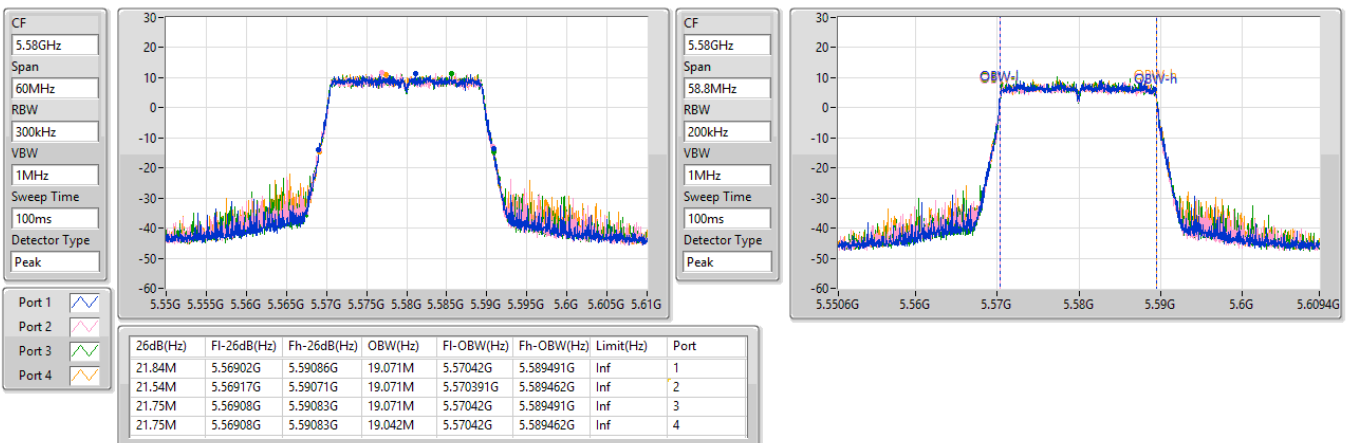 CF
5.58GHz
Span
60MHz
RBW
300kHz
VBW
1MHz
Sweep Time
100ms
Detector Type
Peak
30
20
10
0
-10
-20
-30
-40
-50
-60
5.55G 5.555G 5.56G 5.565G 5.57G 5.575G 5.58G 5.585G 5.59G 5.595G 5.6G 5.605G 5.61G
CF
5.58GHz
Span
58.8MHz
RBW
200kHz
VBW
1MHz
Sweep Time
100ms
Detector Type
Peak
30
20
10
0
-10
-20
-30
-40
-50
-60
OBW-l OBW-h
5.5506G 5.56G 5.57G 5.58G 5.59G 5.6G 5.6094G
Port 1
Port 2
Port 3
Port 4
26dB(Hz) Fl-26dB(Hz) Fh-26dB(Hz) OBW(Hz) Fl-OBW(Hz) Fh-OBW(Hz) Limit(Hz) Port
21.84M 5.56902G 5.59086G 19.071M 5.57042G 5.589491G Inf 1
21.54M 5.56917G 5.59071G 19.071M 5.570391G 5.589462G Inf 2
21.75M 5.56908G 5.59083G 19.071M 5.57042G 5.589491G Inf 3
21.75M 5.56908G 5.59083G 19.042M 5.57042G 5.589462G Inf 4